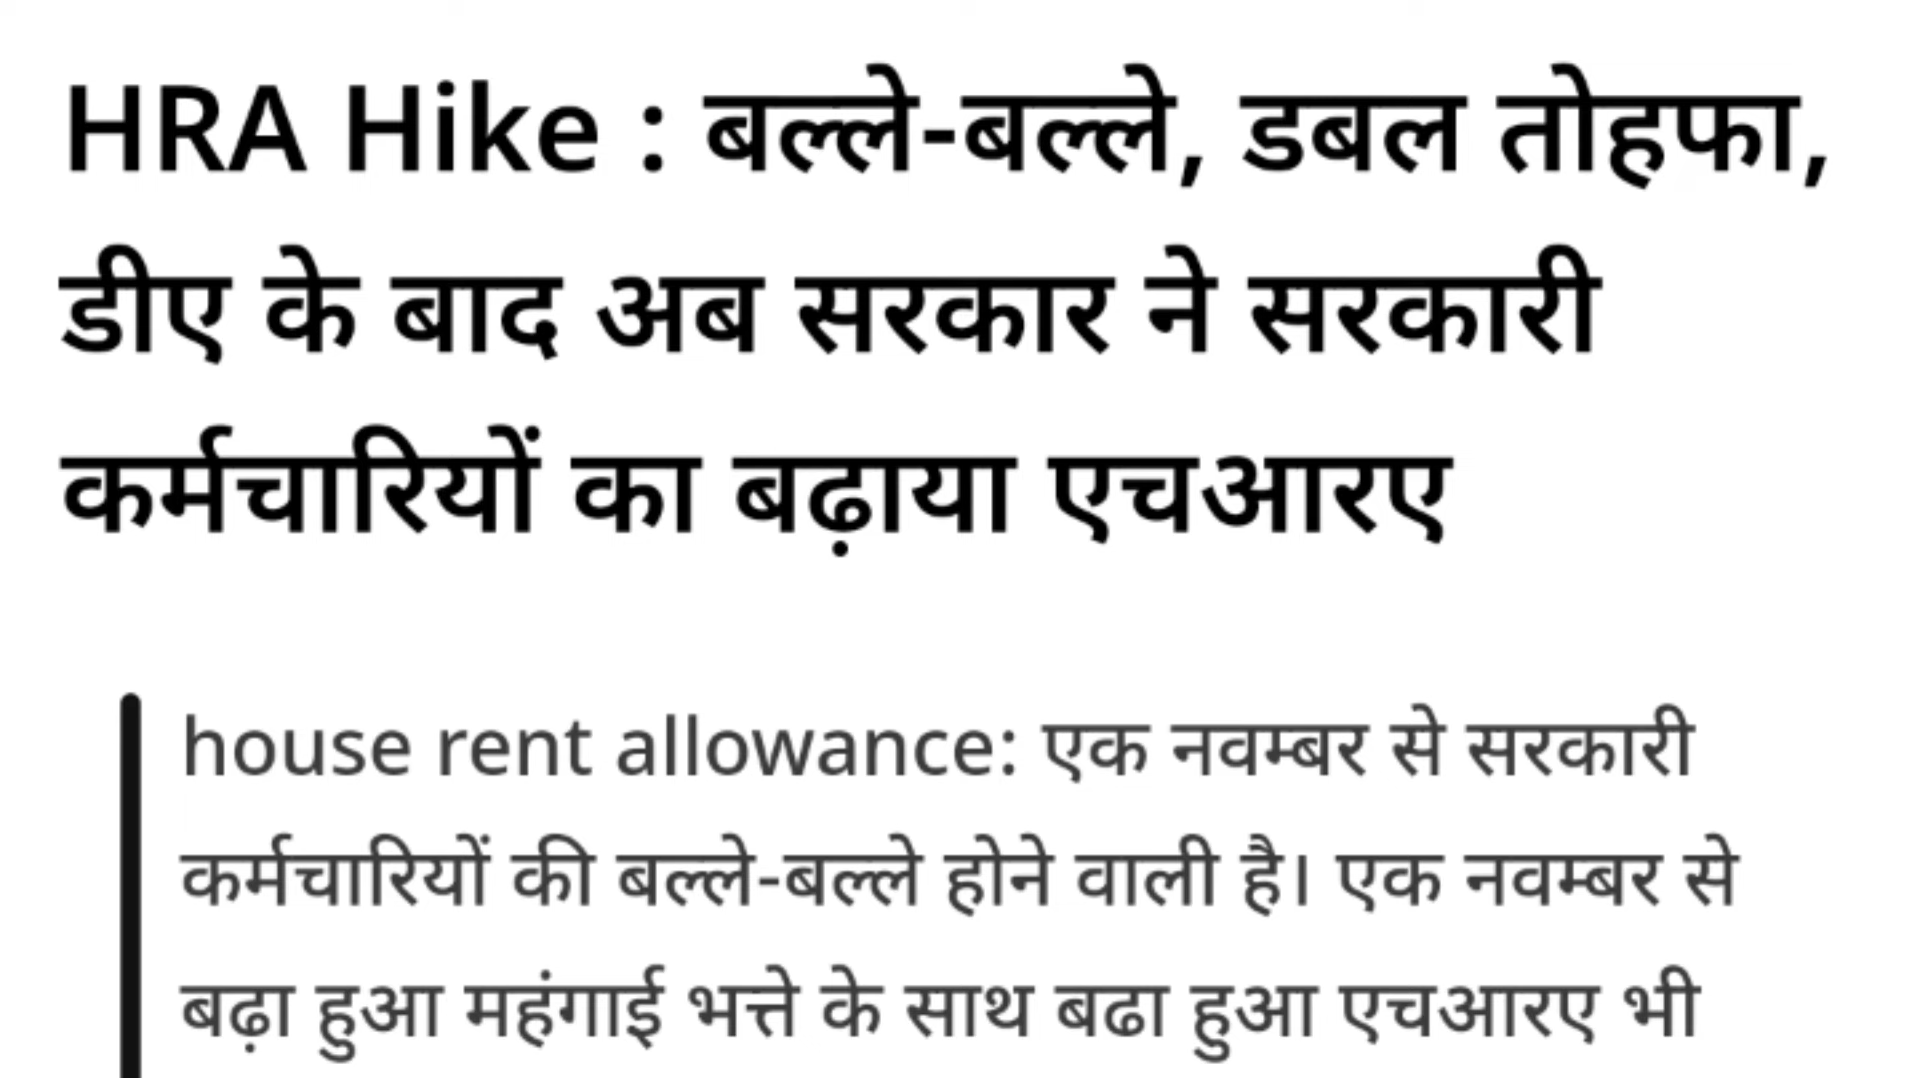 HRA Hike : बल्ले-बल्ले, डबल तोहफा,
डीए के बाद अब सरकार ने सरकारी
कर्मचारियों का बढ़ाया एचआरए
house rent allowance: एक नवम्बर से सरकारी
कर्मचारियों की बल्ले-बल्ले होने वाली है। एक नवम्बर से
बढ़ा हुआ महंगाई भत्ते के साथ बढा हुआ एचआरए भी